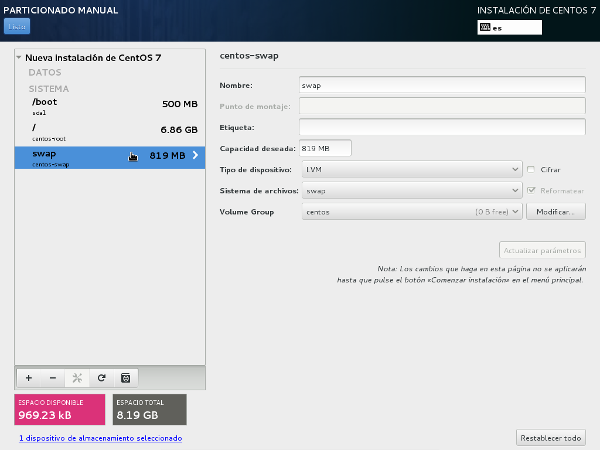 PARTICIONADO MANUAL
INSTALACIÓN DE CENTOS 7
Listo
es
Nueva Instalación de CentOS 7
DATOS
SISTEMA
/boot
500 MB
sda1
/
6.86 GB
centos-root
swap
819 MB
centos-swap
centos-swap
Nombre:
swap
Punto de montaje:
Etiqueta:
Capacidad deseada:
819 MB
Tipo de dispositivo:
LVM
Cifrar
Sistema de archivos:
swap
Reformatear
Volume Group
centos
(0 B free)
Modificar...
Actualizar parámetros
Nota: Los cambios que haga en esta página no se aplicarán
hasta que pulse el botón «Comenzar instalación» en el menú principal.
ESPACIO DISPONIBLE
969.23 kB
ESPACIO TOTAL
8.19 GB
1 dispositivo de almacenamiento seleccionado
Restablecer todo